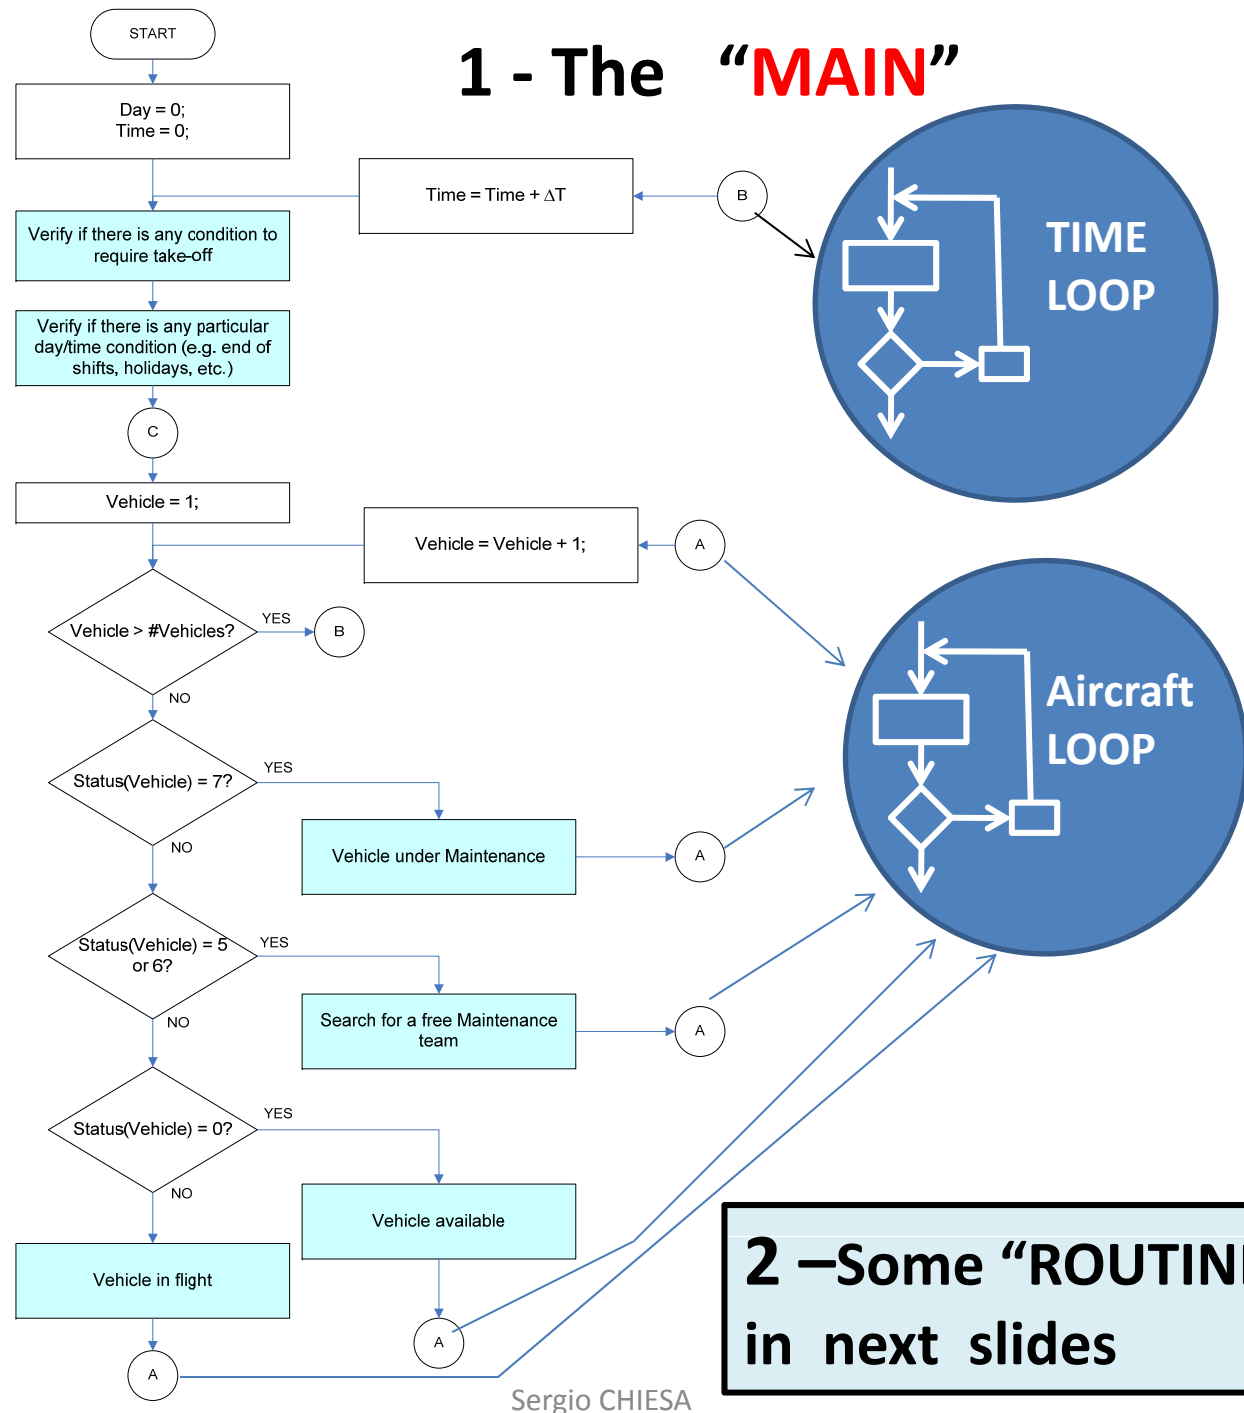 1 - The “MAIN”
START
Day = 0;
Time = 0;
Time = Time + ΔT
B
Verify if there is any condition to
require take-off
Verify if there is any particular
day/time condition (e.g. end of
shifts, holidays, etc.)
C
TIME
LOOP
Vehicle = 1;
Vehicle = Vehicle + 1;
A
Vehicle > #Vehicles?
YES
B
NO
Aircraft
LOOP
Status(Vehicle) = 7?
YES
NO
Vehicle under Maintenance
A
Status(Vehicle) = 5
or 6?
YES
NO
Search for a free Maintenance
team
A
Status(Vehicle) = 0?
YES
NO
Vehicle available
A
Vehicle in flight
A
2 –Some “ROUTIN
in next slides
Sergio CHIESA